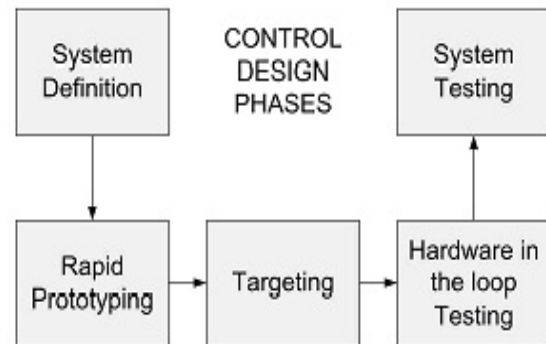 System
Definition
CONTROL
DESIGN
PHASES
System
Testing
Rapid
Prototyping
Targeting
Hardware in
the loop
Testing